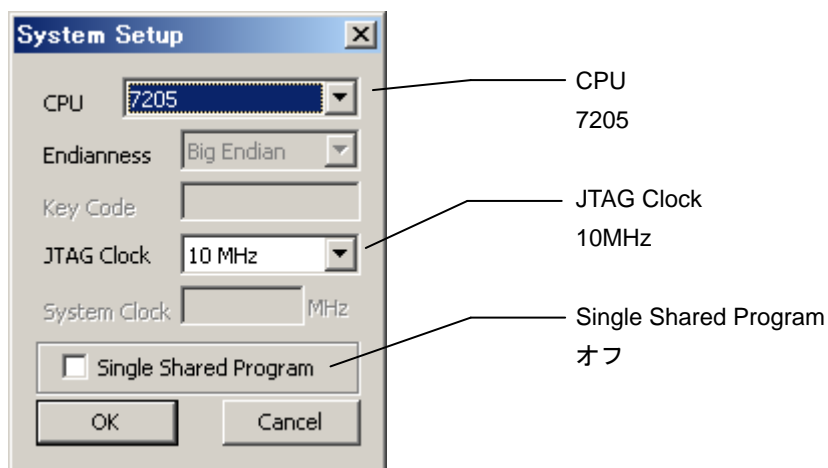 System Setup
CPU 7205
Endianness Big Endian
Key Code
JTAG Clock 10 MHz
System Clock MHz
Single Shared Program
OK Cancel
CPU
7205
JTAG Clock
10MHz
Single Shared Program
オフ